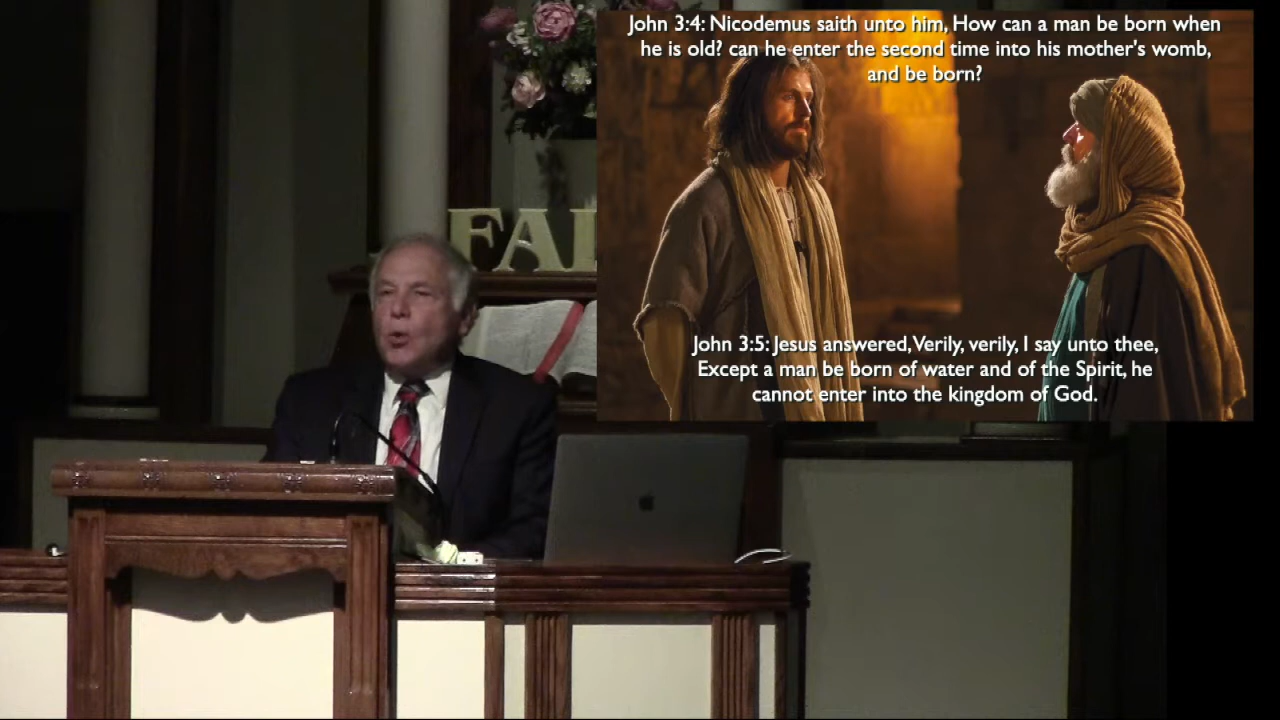 John 3:4: Nicodemus saith unto him, How can a man be born when
he is old? can he enter the second time into his mother's womb,
and be born?
FAI
John 3:5: Jesus answered, Verily, verily, I say unto thee,
Except a man be born of water and of the Spirit, he
cannot enter into the kingdom of God.